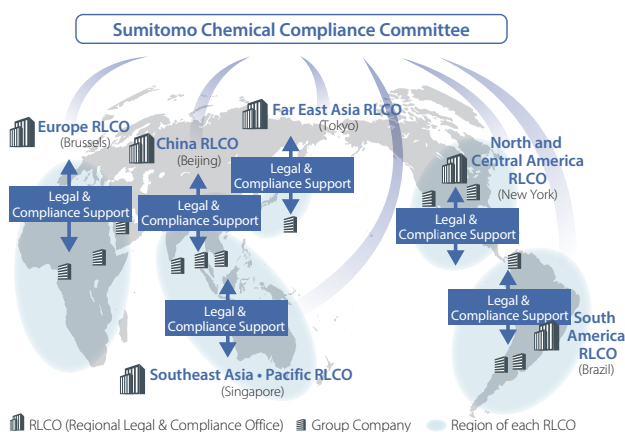 Sumitomo Chemical Compliance Committee
Europe RLCO
(Brussels)
China RLCO
(Beijing)
Far East Asia RLCO
(Tokyo)
North and
Central America
RLCO
(New York)
Legal &
Compliance Support
Legal &
Compliance Support
Legal &
Compliance Support
Legal &
Compliance Support
Legal &
Compliance Support
Legal &
Compliance Support
Southeast Asia • Pacific RLCO
(Singapore)
South
America
RLCO
(Brazil)
RLCO (Regional Legal & Compliance Office)
Group Company
Region of each RLCO